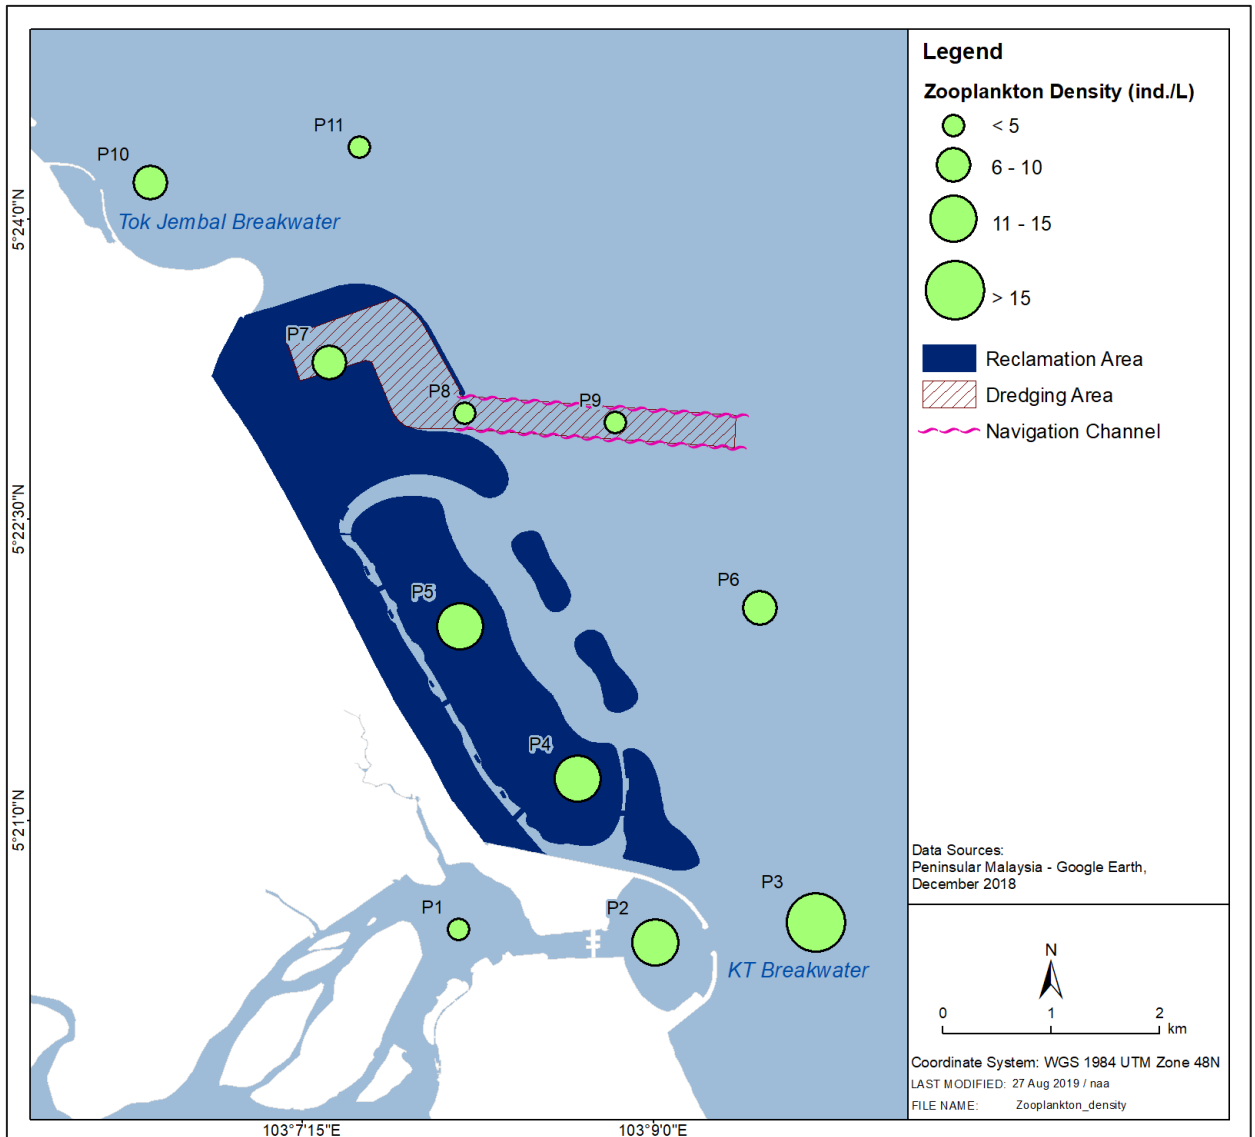 P11
P10
Tok Jembal Breakwater
P7
P8
P9
P5
P6
P4
P3
P1
P2
KT Breakwater
5°24'0"N
5°22'30"N
5°21'0"N
103°7'15"E
103°9'0"E
Legend
Zooplankton Density (ind./L)
< 5
6 - 10
11 - 15
> 15
Reclamation Area
Dredging Area
Navigation Channel
Data Sources:
Peninsular Malaysia - Google Earth,
December 2018
N
0 1 2
km
Coordinate System: WGS 1984 UTM Zone 48N
LAST MODIFIED: 27 Aug 2019 / naa
FILE NAME: Zooplankton_density